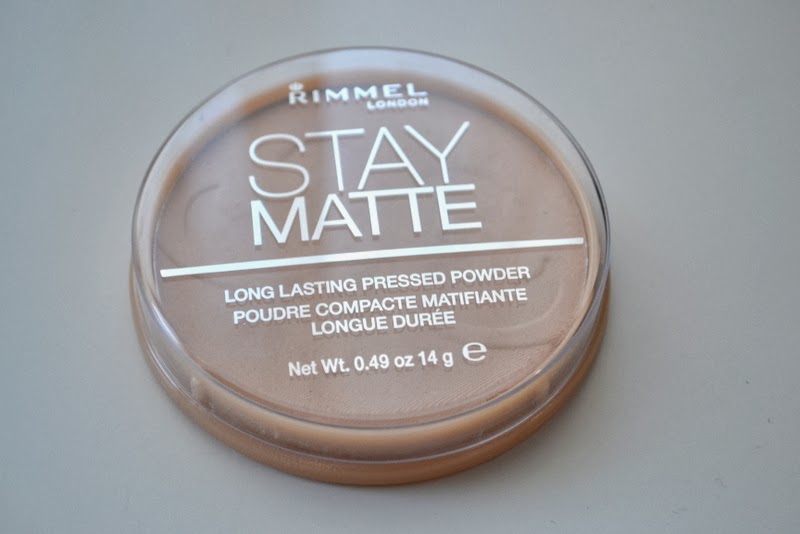 RIMMEL
LONDON
STAY
MATTE
LONG LASTING PRESSED POWDER
POUDRE COMPACTE MATIFIANTE
LONGUE DURÉE
Net Wt. 0.49 oz 14 g ℮